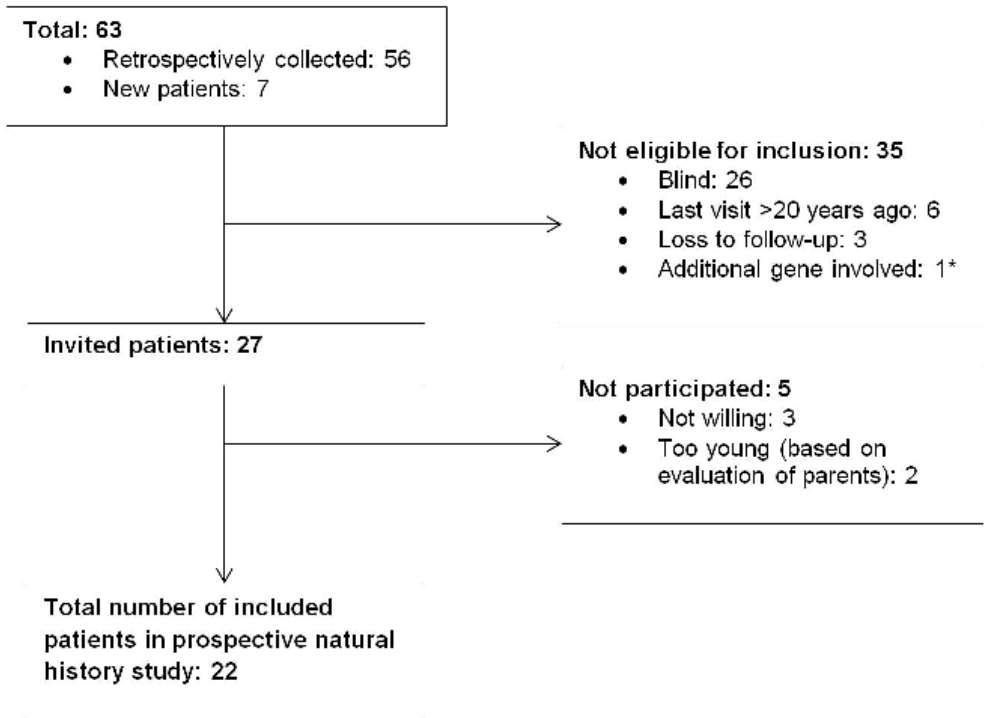 Total: 63
• Retrospectively collected: 56
• New patients: 7
Not eligible for inclusion: 35
• Blind: 26
• Last visit >20 years ago: 6
• Loss to follow-up: 3
• Additional gene involved: 1*
Invited patients: 27
Not participated: 5
• Not willing: 3
• Too young (based on
evaluation of parents): 2
Total number of included
patients in prospective natural
history study: 22